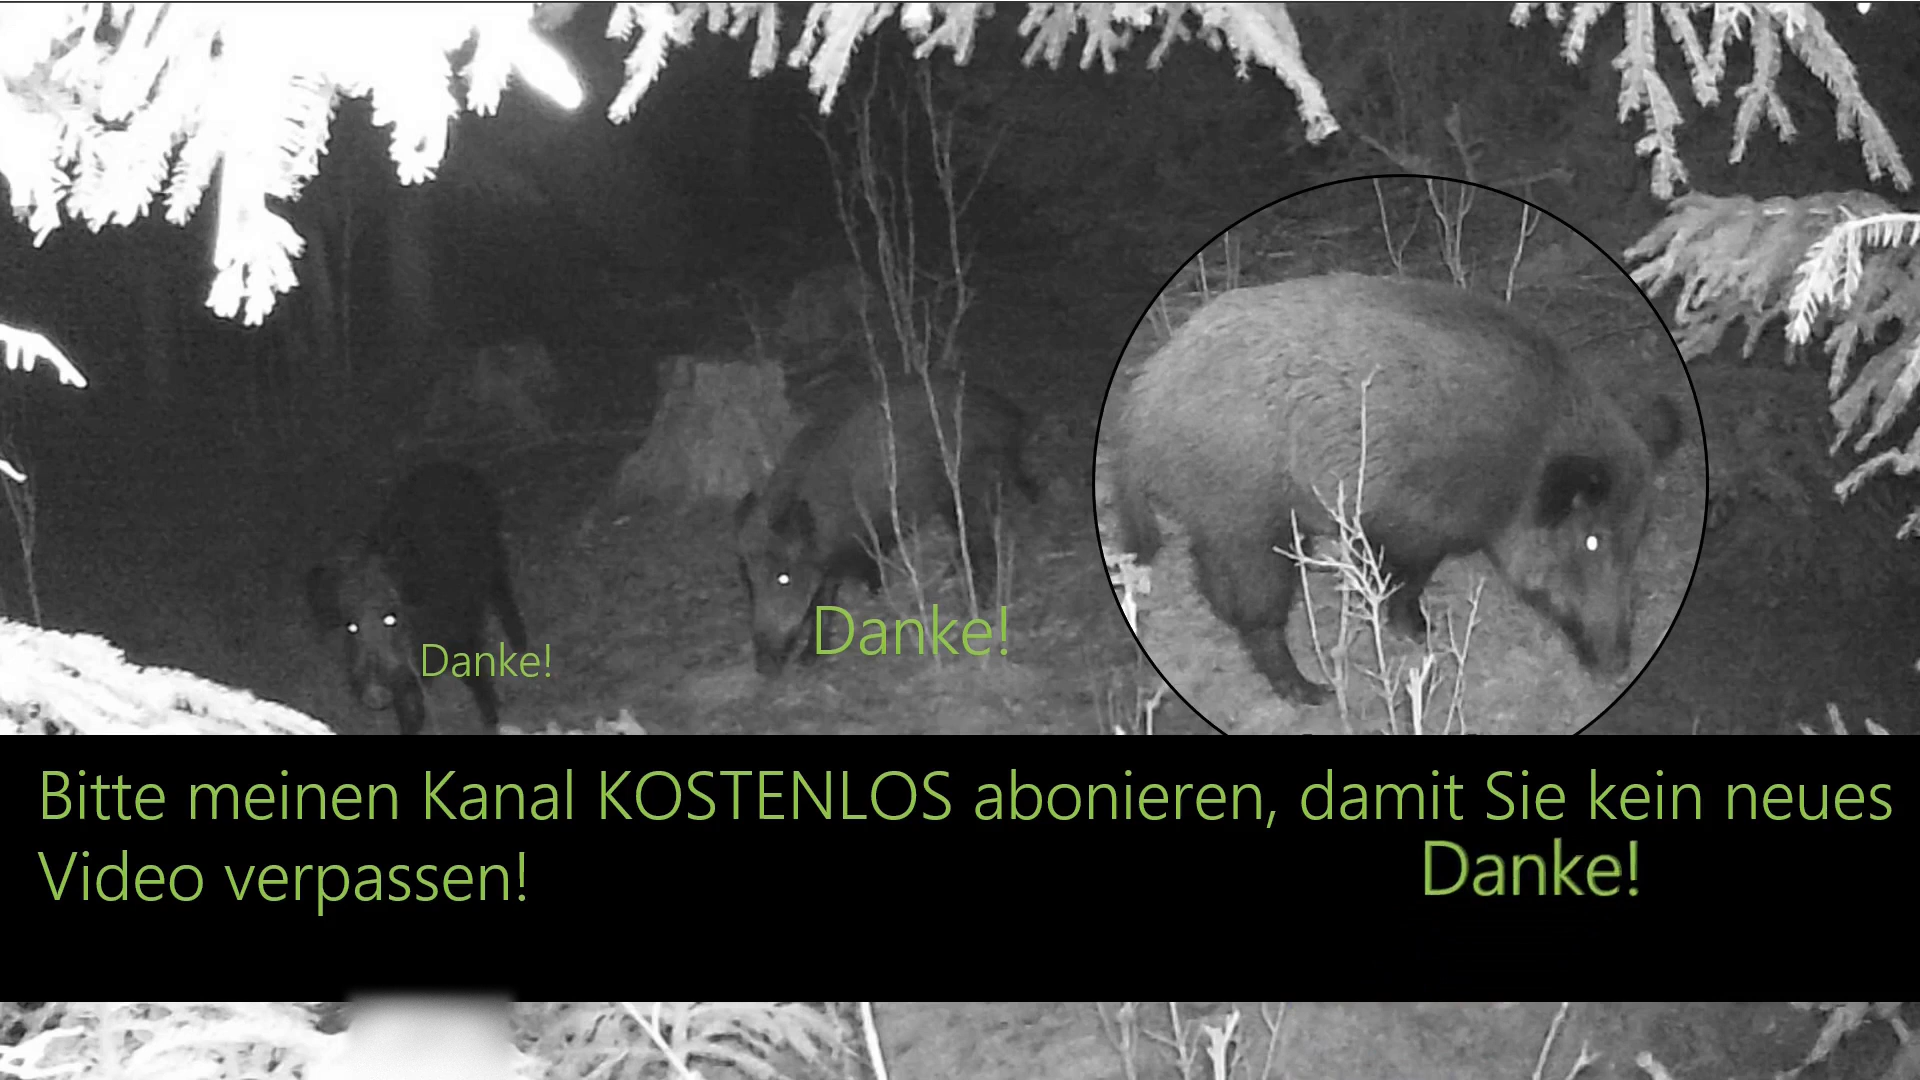 Danke!
Danke!
Bitte meinen Kanal KOSTENLOS abonieren, damit Sie kein neues
Video verpassen!
Danke!